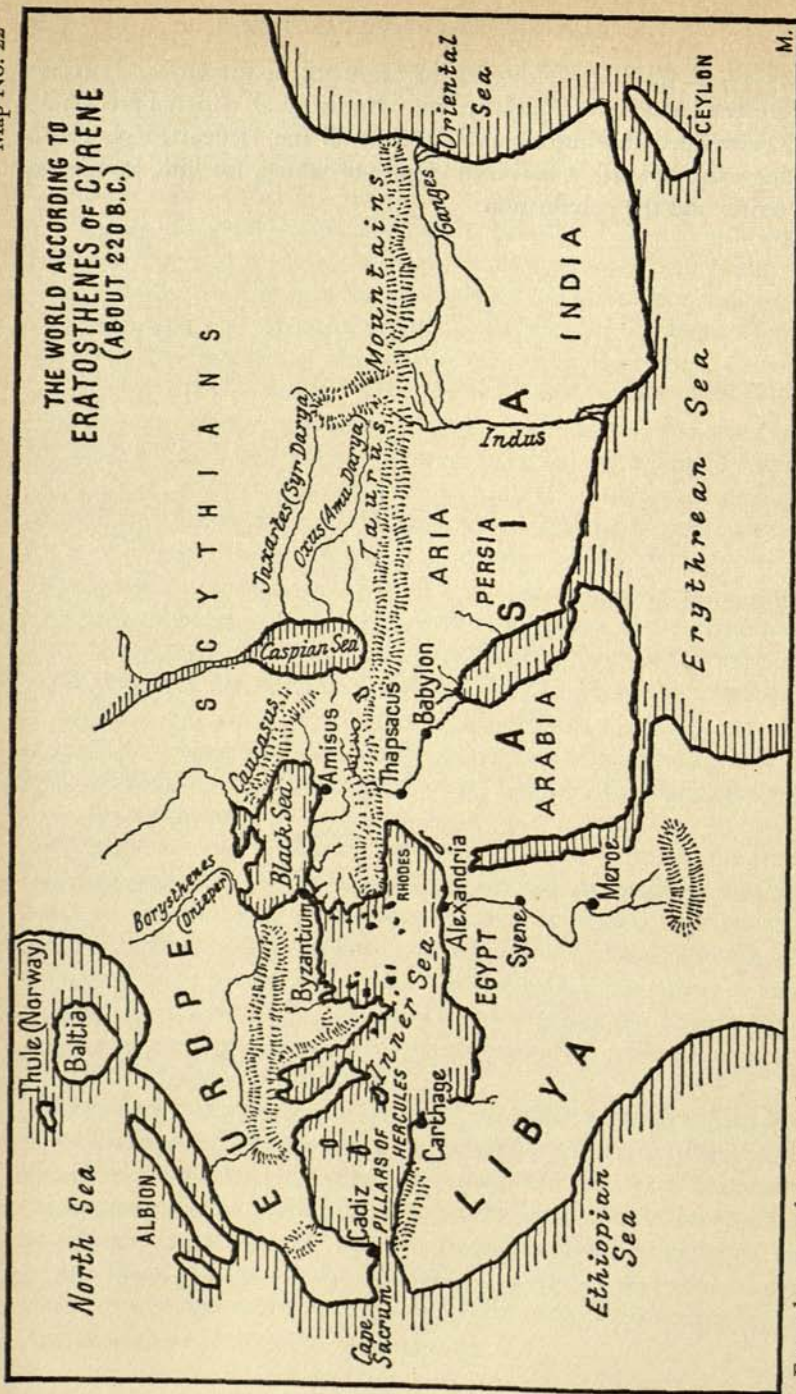 Map No. 22
THE WORLD ACCORDING TO
ERATOSTHENES OF CYRENE
(ABOUT 220 B.C.)
Thule (Norway)
Baltia
North Sea
ALBION
EUROPE
Borysthenes
(Dnieper)
SCYTHIANS
Caucasus
Caspian Sea
Jaxartes (Syr Darya)
Oxus (Amu Darya)
Black Sea
Amisus
Byzantium
Taurus Mountains
Ganges
Oriental
Sea
Cape
Sacrum
Cadiz
PILLARS OF
HERCULES
Inner Sea
RHODES
Thapsacus
Babylon
ASIA
ARIA
PERSIA
Indus
INDIA
Carthage
Alexandria
EGYPT
Syene
Meroe
ARABIA
LIBYA
Ethiopian
Sea
Erythrean Sea
CEYLON
M.